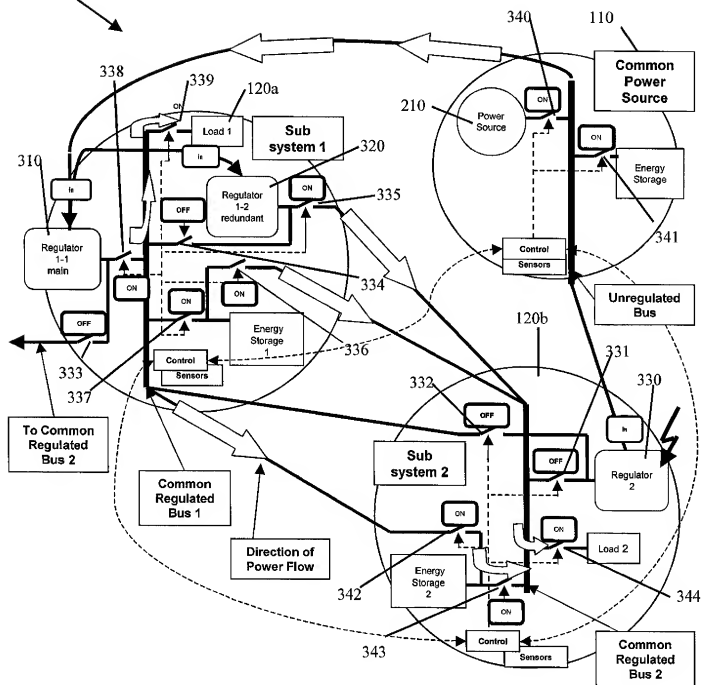 340
110
Common
Power
Source
210
Power
Source
ON
ON
Energy
Storage
341
Control
Sensors
Unregulated
Bus
338
339
120a
ON
Load 1
Sub
system 1
320
310
in
in
Regulator
1-1
main
Regulator
1-2
redundant
ON
335
OFF
334
ON
ON
ON
Energy
Storage
1
336
OFF
333
337
Control
Sensors
To Common
Regulated
Bus 2
Common
Regulated
Bus 1
Direction of
Power Flow
120b
332
331
330
OFF
In
Sub
system 2
OFF
Regulator
2
ON
ON
Load 2
342
Energy
Storage
2
344
343
ON
Control
Sensors
Common
Regulated
Bus 2